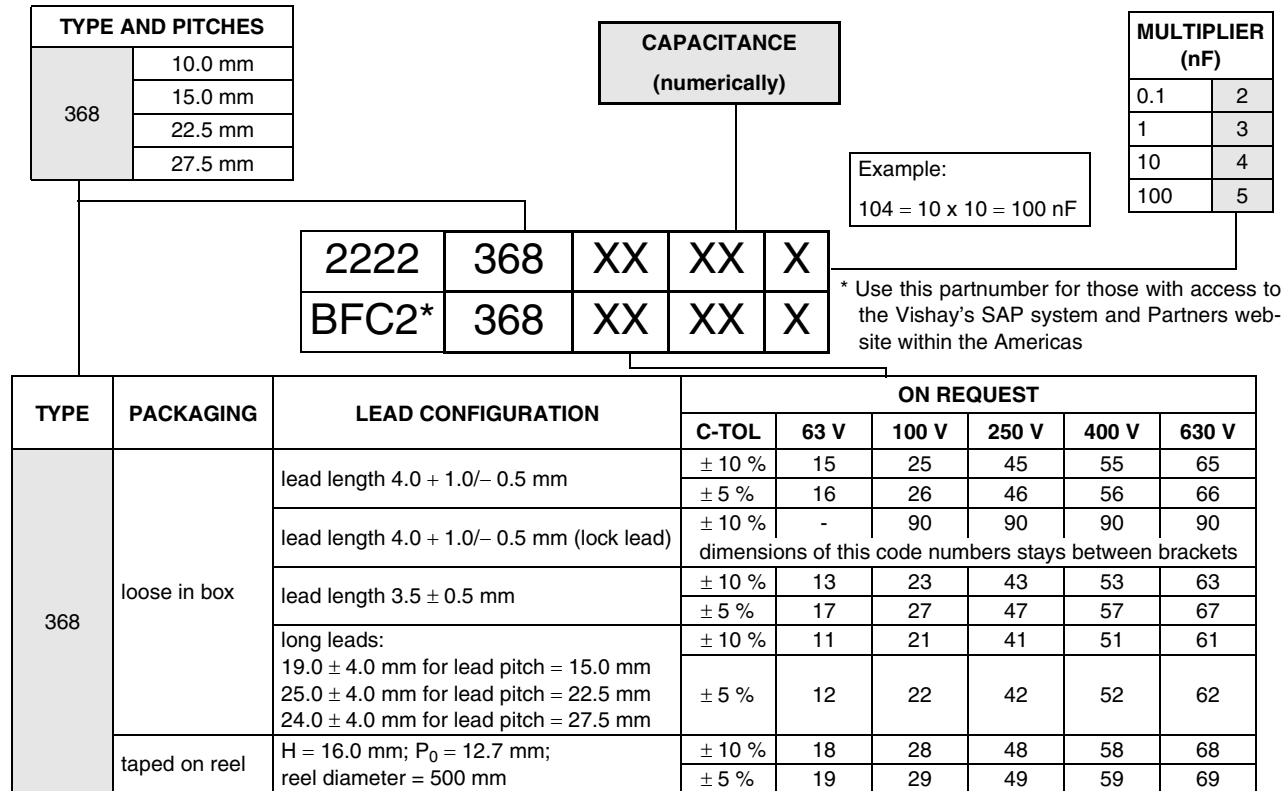 TYPE AND PITCHES
368
10.0 mm
15.0 mm
22.5 mm
27.5 mm
CAPACITANCE
(numerically)
MULTIPLIER
(nF)
0.1 2
1 3
10 4
100 5
Example:
104 = 10 x 10 = 100 nF
2222 368 XX XX X
BFC2* 368 XX XX X
* Use this partnumber for those with access to
the Vishay's SAP system and Partners web-
site within the Americas
TYPE PACKAGING LEAD CONFIGURATION ON REQUEST
C-TOL 63 V 100 V 250 V 400 V 630 V
368
loose in box
lead length 4.0 + 1.0/− 0.5 mm
± 10 % 15 25 45 55 65
± 5 % 16 26 46 56 66
lead length 4.0 + 1.0/− 0.5 mm (lock lead)
± 10 % - 90 90 90 90
dimensions of this code numbers stays between brackets
lead length 3.5 ± 0.5 mm
± 10 % 13 23 43 53 63
± 5 % 17 27 47 57 67
long leads:
19.0 ± 4.0 mm for lead pitch = 15.0 mm
25.0 ± 4.0 mm for lead pitch = 22.5 mm
24.0 ± 4.0 mm for lead pitch = 27.5 mm
± 10 % 11 21 41 51 61
± 5 % 12 22 42 52 62
taped on reel
H = 16.0 mm; P0 = 12.7 mm;
reel diameter = 500 mm
± 10 % 18 28 48 58 68
± 5 % 19 29 49 59 69